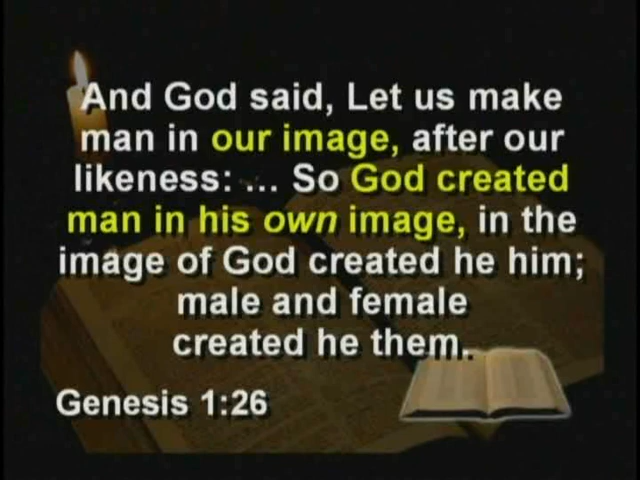 And God said, Let us make
man in our image, after our
likeness: ... So God created
man in his own image, in the
image of God created he him;
male and female
created he them.
Genesis 1:26